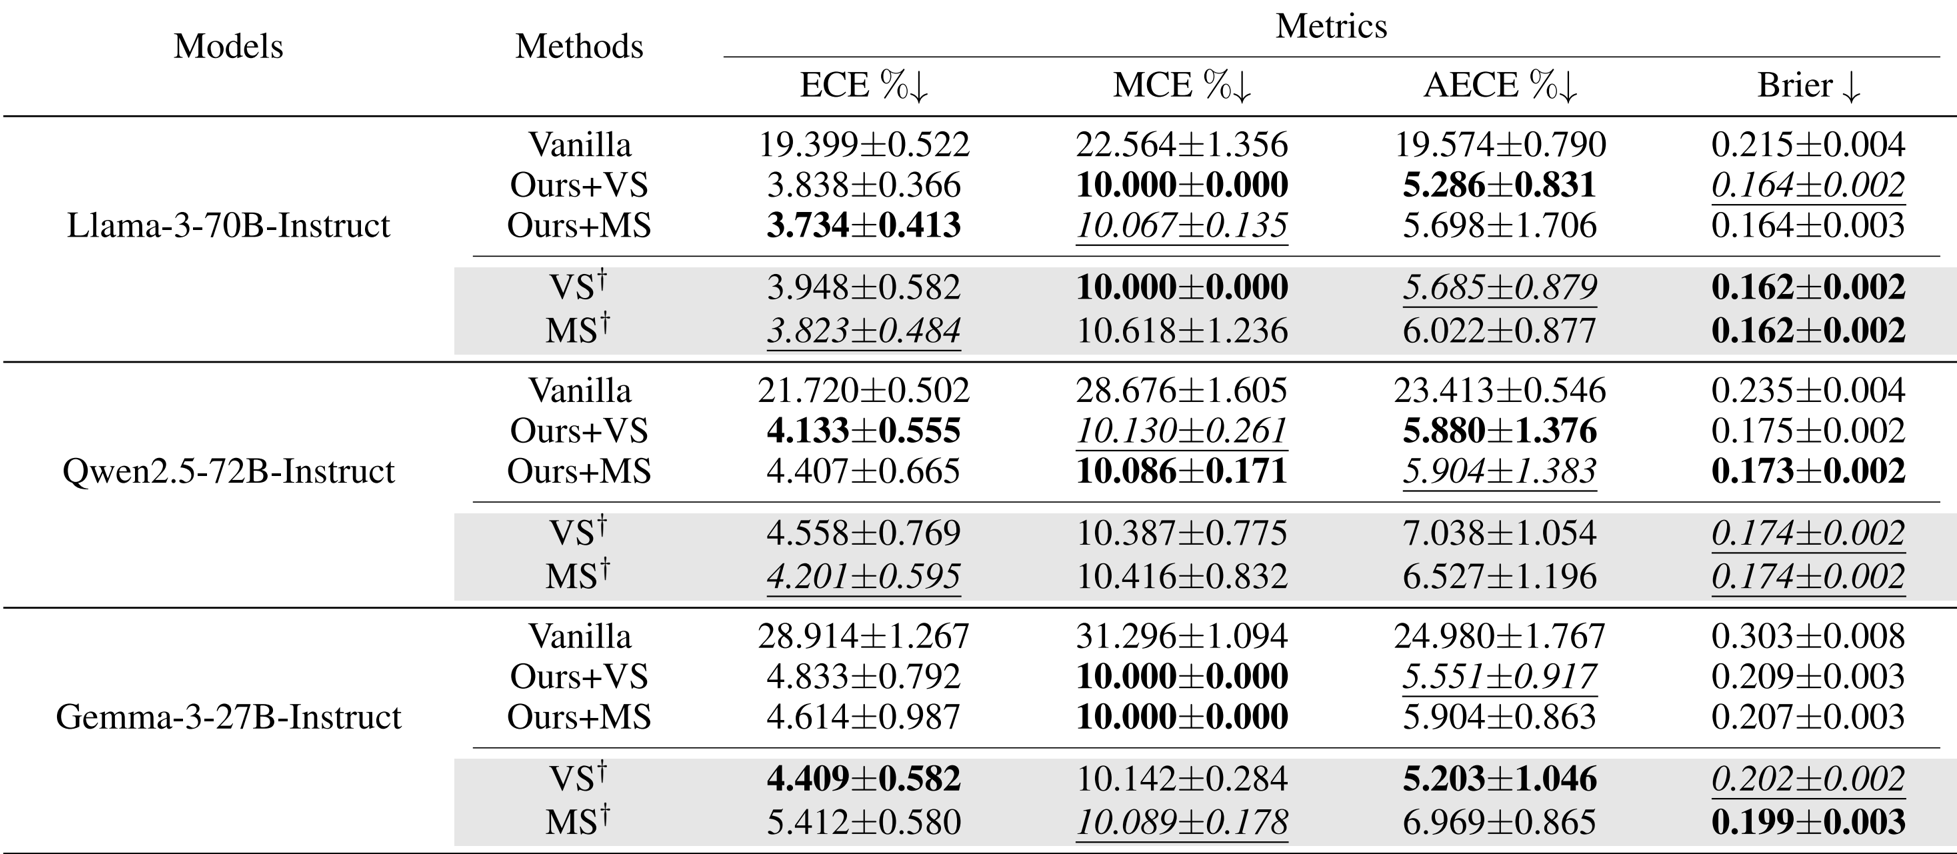 Models Methods Metrics
ECE %↓ MCE %↓ AECE %↓ Brier ↓
Vanilla 19.399±0.522 22.564±1.356 19.574±0.790 0.215±0.004
Ours+VS 3.838±0.366 10.000±0.000 5.286±0.831 0.164±0.002
Llama-3-70B-Instruct Ours+MS 3.734±0.413 10.067±0.135 5.698±1.706 0.164±0.003
VS† 3.948±0.582 10.000±0.000 5.685±0.879 0.162±0.002
MS† 3.823±0.484 10.618±1.236 6.022±0.877 0.162±0.002
Vanilla 21.720±0.502 28.676±1.605 23.413±0.546 0.235±0.004
Ours+VS 4.133±0.555 10.130±0.261 5.880±1.376 0.175±0.002
Qwen2.5-72B-Instruct Ours+MS 4.407±0.665 10.086±0.171 5.904±1.383 0.173±0.002
VS† 4.558±0.769 10.387±0.775 7.038±1.054 0.174±0.002
MS† 4.201±0.595 10.416±0.832 6.527±1.196 0.174±0.002
Vanilla 28.914±1.267 31.296±1.094 24.980±1.767 0.303±0.008
Ours+VS 4.833±0.792 10.000±0.000 5.551±0.917 0.209±0.003
Gemma-3-27B-Instruct Ours+MS 4.614±0.987 10.000±0.000 5.904±0.863 0.207±0.003
VS† 4.409±0.582 10.142±0.284 5.203±1.046 0.202±0.002
MS† 5.412±0.580 10.089±0.178 6.969±0.865 0.199±0.003